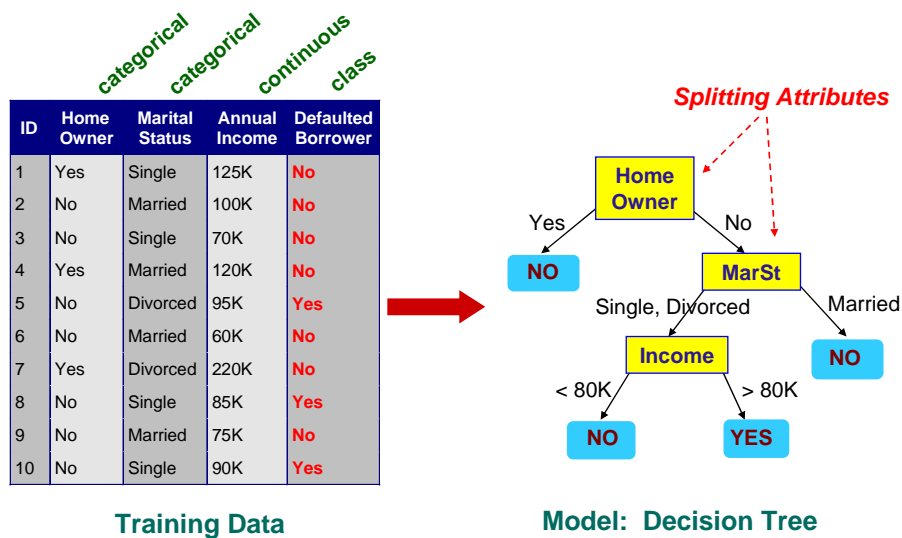 categorical
categorical
continuous
class
ID Home Owner Marital Status Annual Income Defaulted Borrower
1 Yes Single 125K No
2 No Married 100K No
3 No Single 70K No
4 Yes Married 120K No
5 No Divorced 95K Yes
6 No Married 60K No
7 Yes Divorced 220K No
8 No Single 85K Yes
9 No Married 75K No
10 No Single 90K Yes
Training Data
Splitting Attributes
Home
Owner
Yes No
NO MarSt
Single, Divorced Married
Income NO
< 80K > 80K
NO YES
Model: Decision Tree